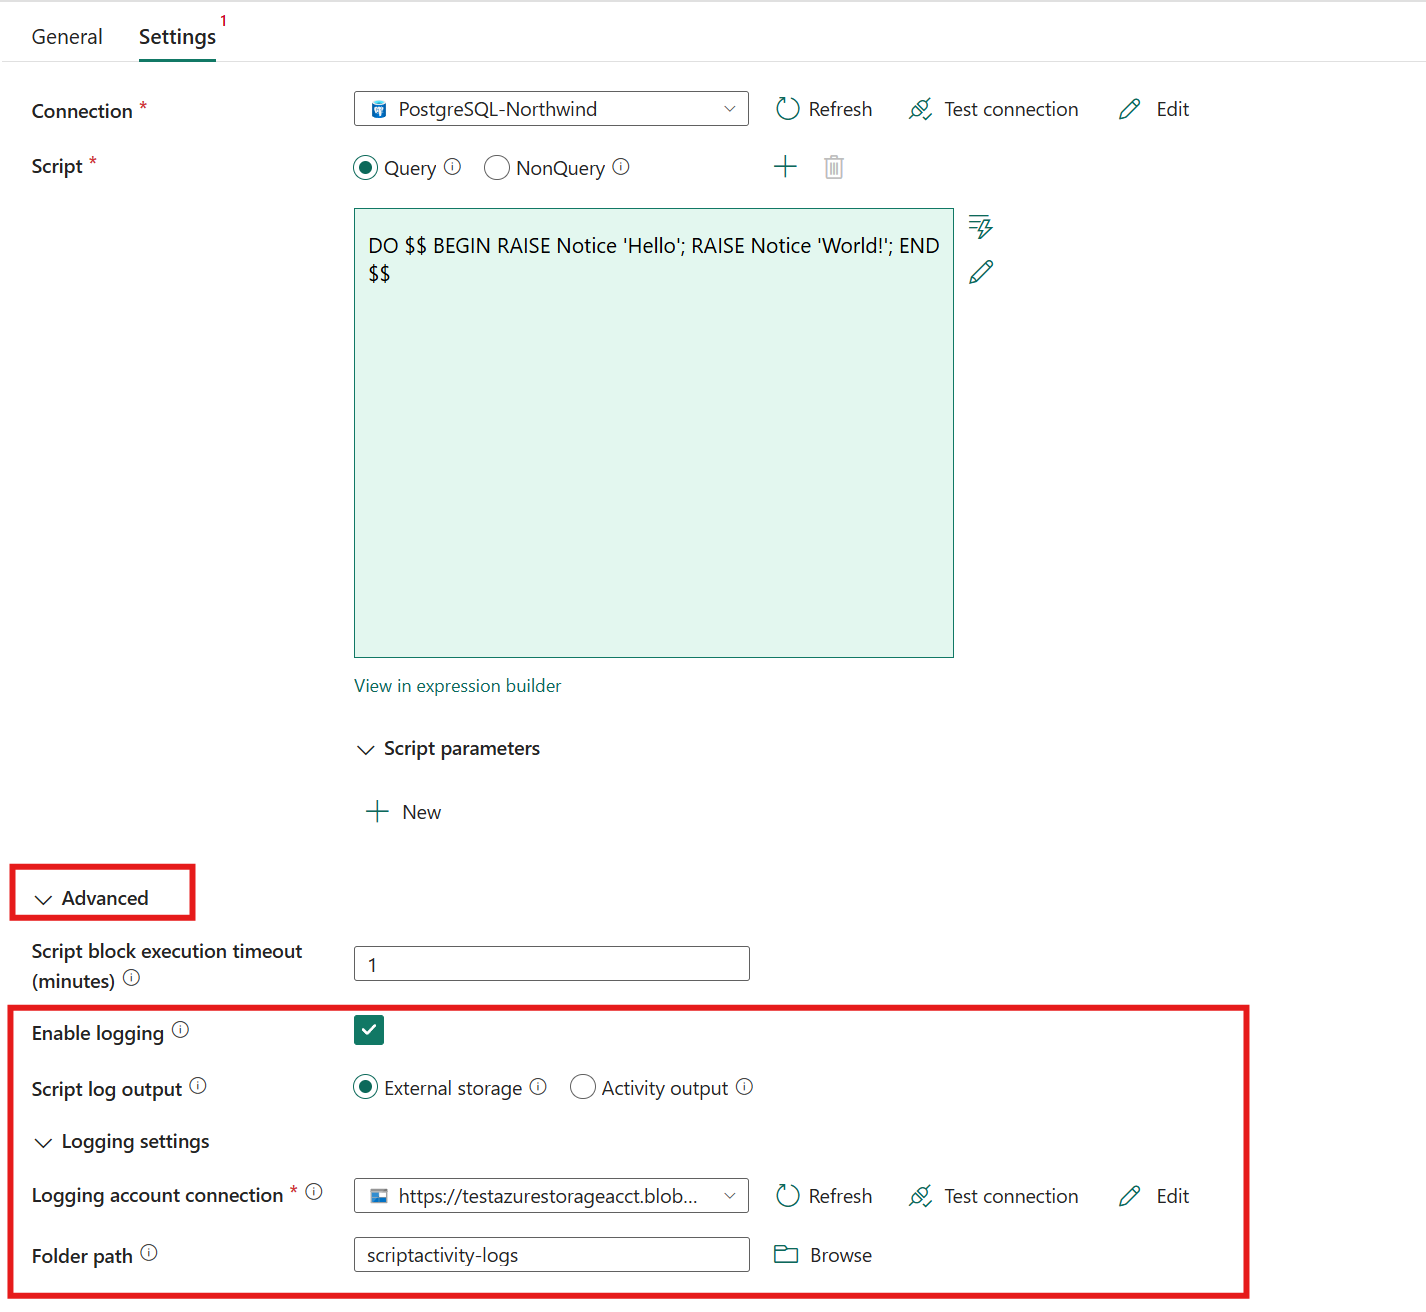 General
Settings
1
Connection *
PostgreSQL-Northwind
Refresh
Test connection
Edit
Script *
Query
NonQuery
DO $$ BEGIN RAISE Notice 'Hello'; RAISE Notice 'World!'; END
$$
View in expression builder
Script parameters
New
Advanced
Script block execution timeout
(minutes)
1
Enable logging
Script log output
External storage
Activity output
Logging settings
Logging account connection *
https://testazurestorageacct.blob...
Refresh
Test connection
Edit
Folder path
scriptactivity-logs
Browse